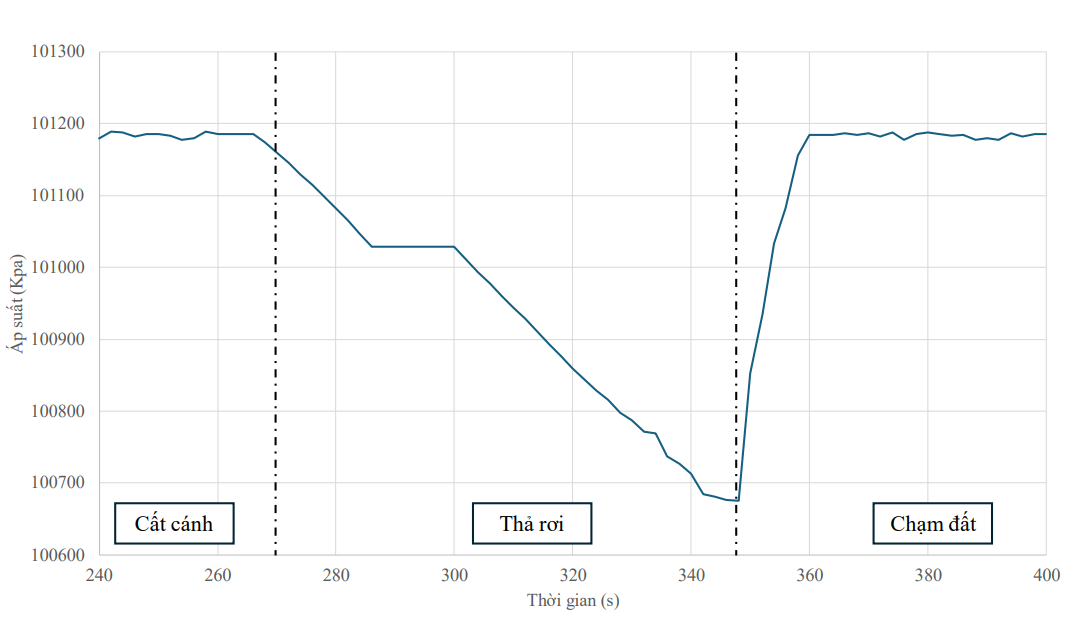 101300
101200
101100
101000
100900
100800
100700
100600
Áp suất (Kpa)
Cất cánh
Thả rơi
Chạm đất
240 260 280 300 320 340 360 380 400
Thời gian (s)